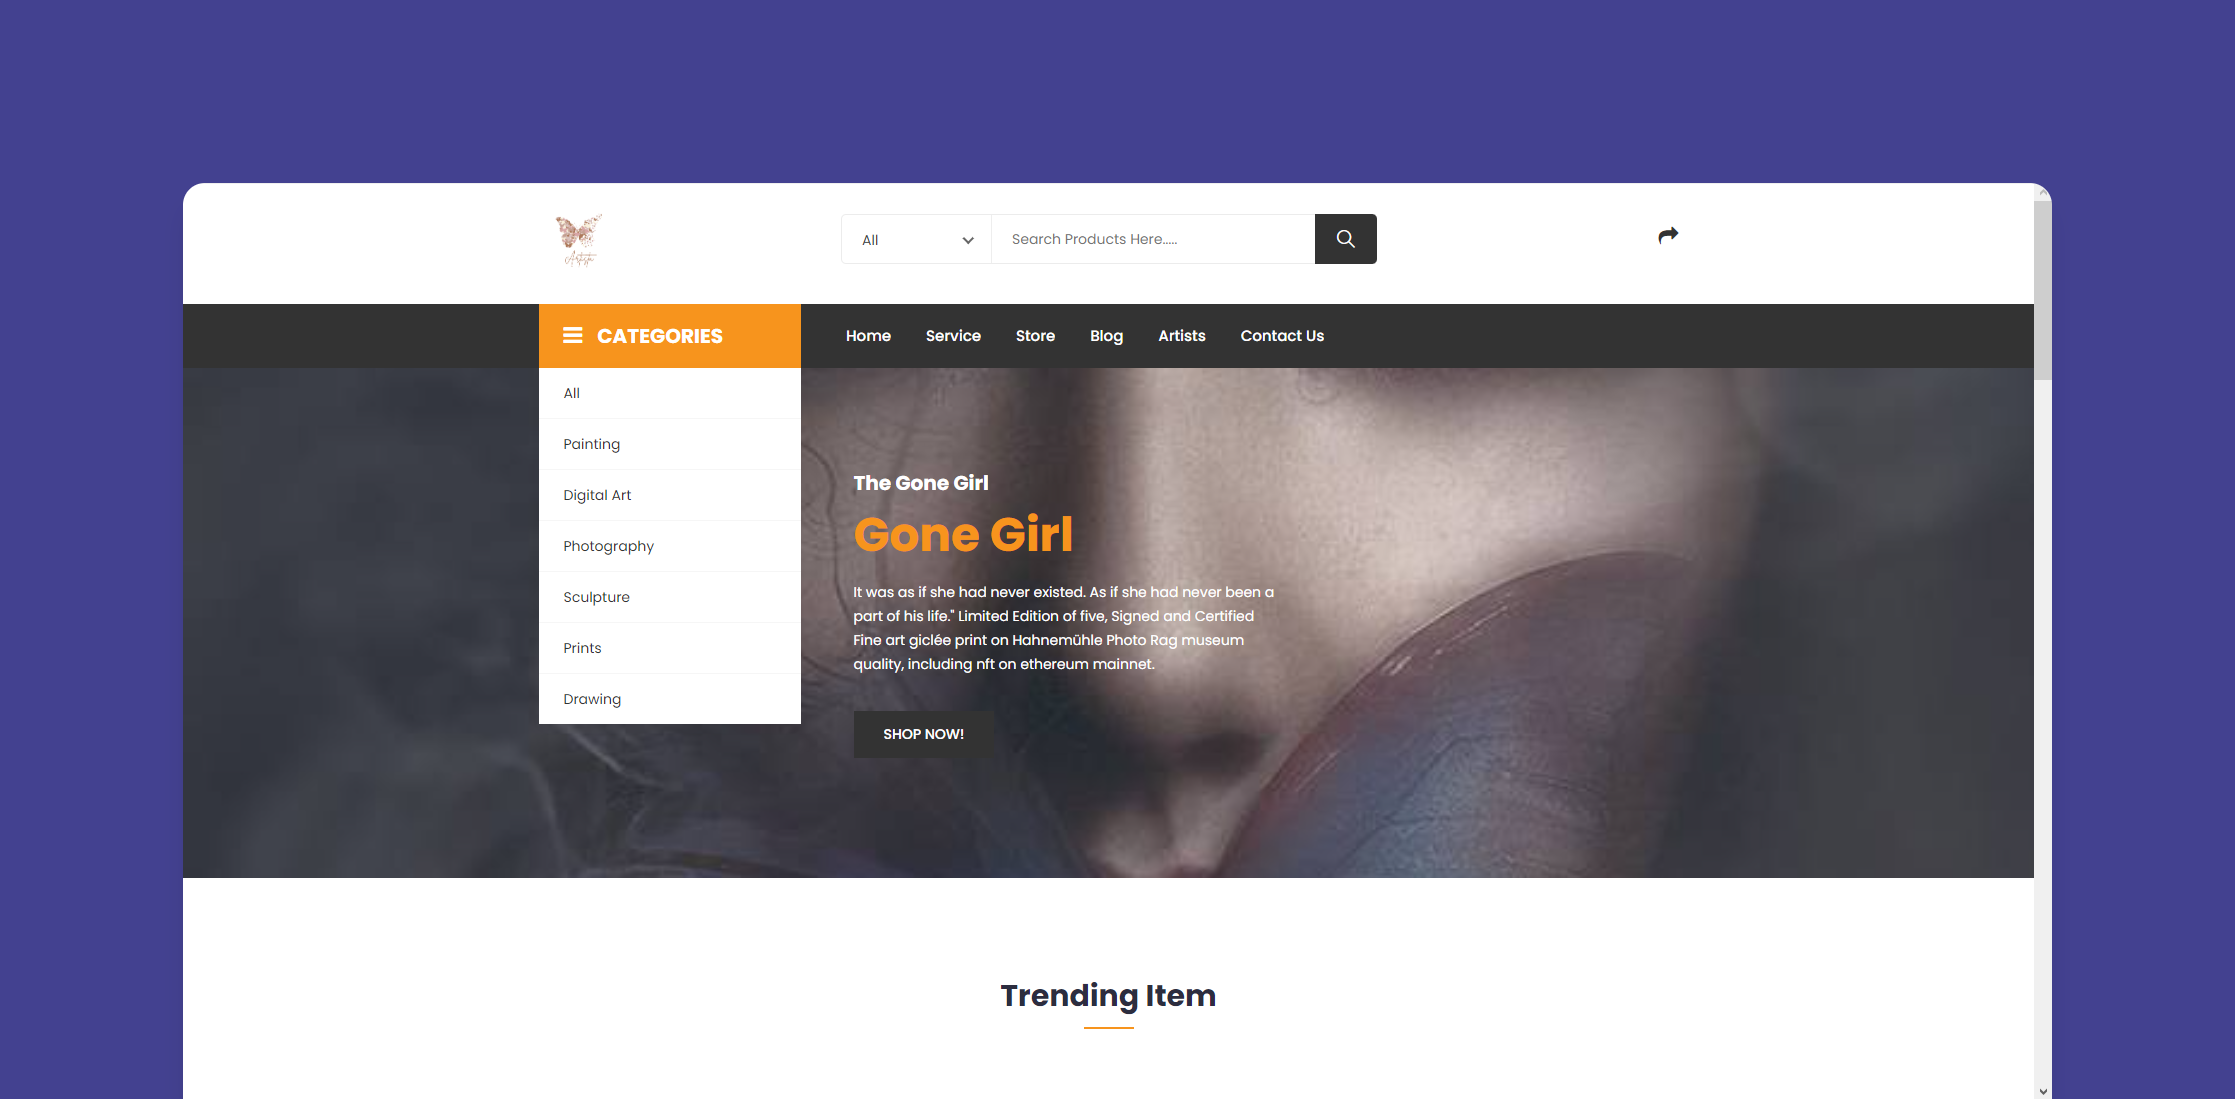 Artista
All
Search Products Here.....
CATEGORIES
Home
Service
Store
Blog
Artists
Contact Us
All
Painting
Digital Art
Photography
Sculpture
Prints
Drawing
The Gone Girl
Gone Girl
It was as if she had never existed. As if she had never been a
part of his life." Limited Edition of five, Signed and Certified
Fine art giclée print on Hahnemühle Photo Rag museum
quality, including nft on ethereum mainnet.
SHOP NOW!
Trending Item